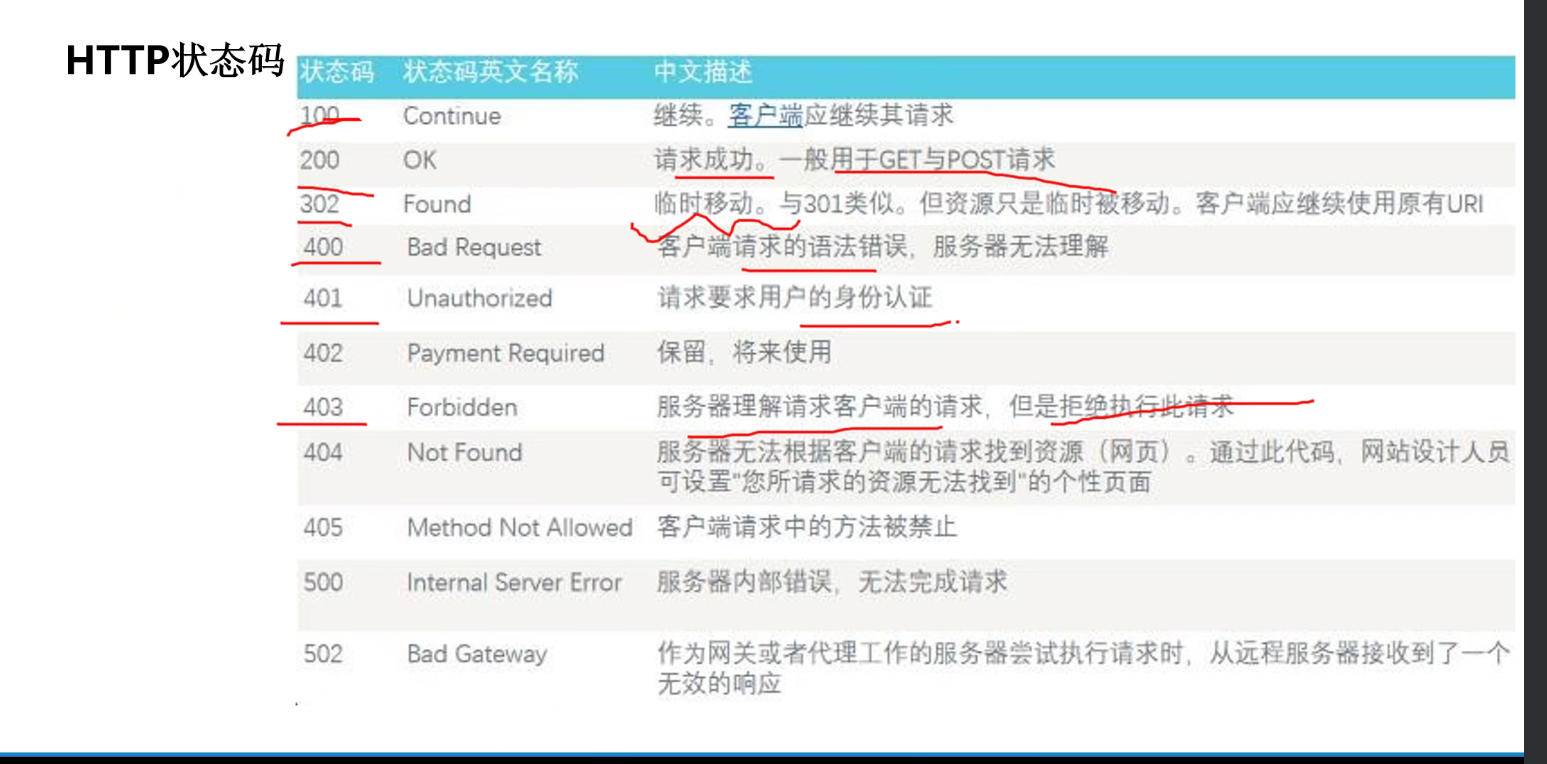 HTTP状态码
状态码 状态码英文名称 中文描述
100 Continue 继续。客户端应继续其请求
200 OK 请求成功。一般用于GET与POST请求
302 Found 临时移动。与301类似。但资源只是临时被移动。客户端应继续使用原有URI
400 Bad Request 客户端请求的语法错误，服务器无法理解
401 Unauthorized 请求要求用户的身份认证
402 Payment Required 保留，将来使用
403 Forbidden 服务器理解请求客户端的请求，但是拒绝执行此请求
404 Not Found 服务器无法根据客户端的请求找到资源（网页）。通过此代码，网站设计人员
可设置"您所请求的资源无法找到"的个性页面
405 Method Not Allowed 客户端请求中的方法被禁止
500 Internal Server Error 服务器内部错误，无法完成请求
502 Bad Gateway 作为网关或者代理工作的服务器尝试执行请求时，从远程服务器接收到了一个
无效的响应